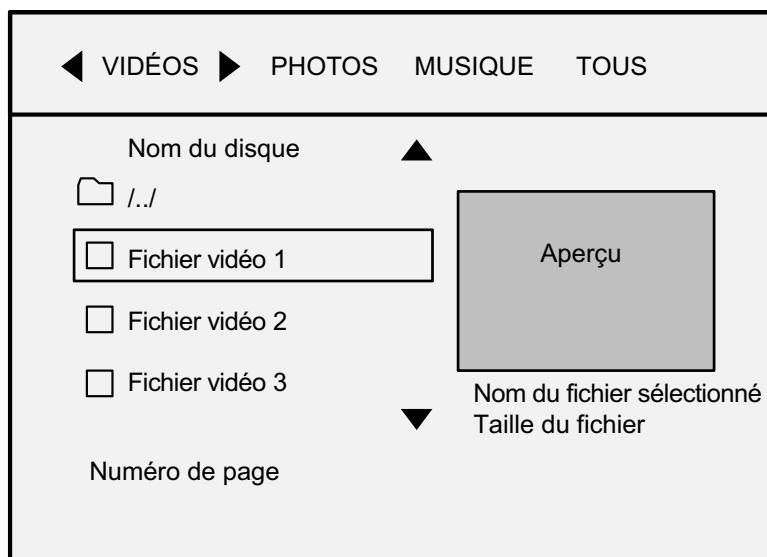 VIDÉOS PHOTOS MUSIQUE TOUS
Nom du disque
/../
Fichier vidéo 1
Aperçu
Fichier vidéo 2
Fichier vidéo 3
Nom du fichier sélectionné
Taille du fichier
Numéro de page